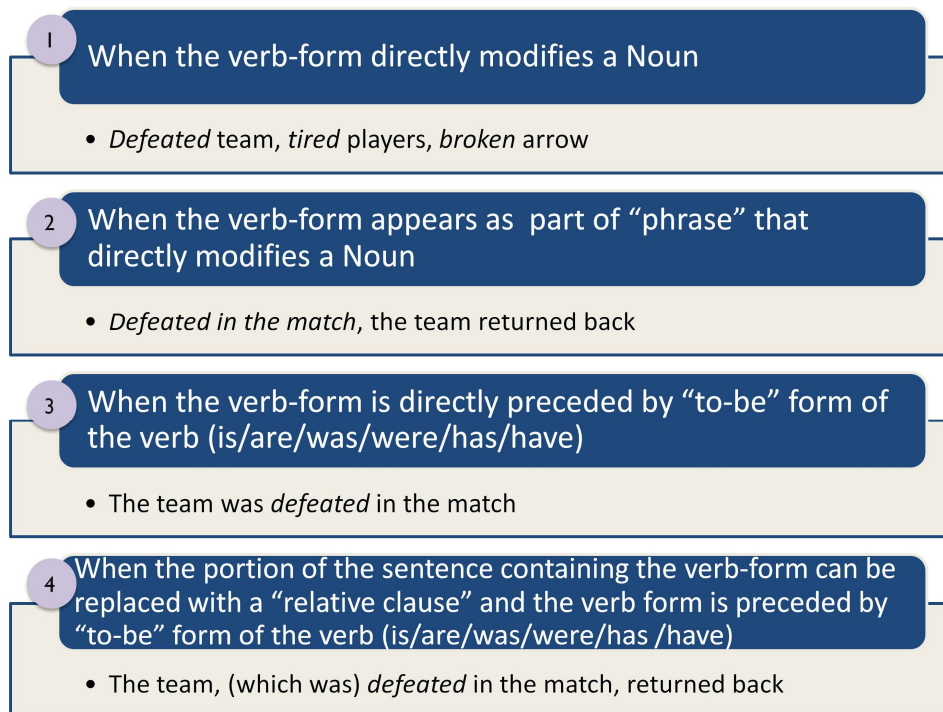 1
When the verb-form directly modifies a Noun
• Defeated team, tired players, broken arrow
2
When the verb-form appears as part of “phrase” that
directly modifies a Noun
• Defeated in the match, the team returned back
3
When the verb-form is directly preceded by “to-be” form of
the verb (is/are/was/were/has/have)
• The team was defeated in the match
4
When the portion of the sentence containing the verb-form can be
replaced with a “relative clause” and the verb form is preceded by
“to-be” form of the verb (is/are/was/were/has /have)
• The team, (which was) defeated in the match, returned back